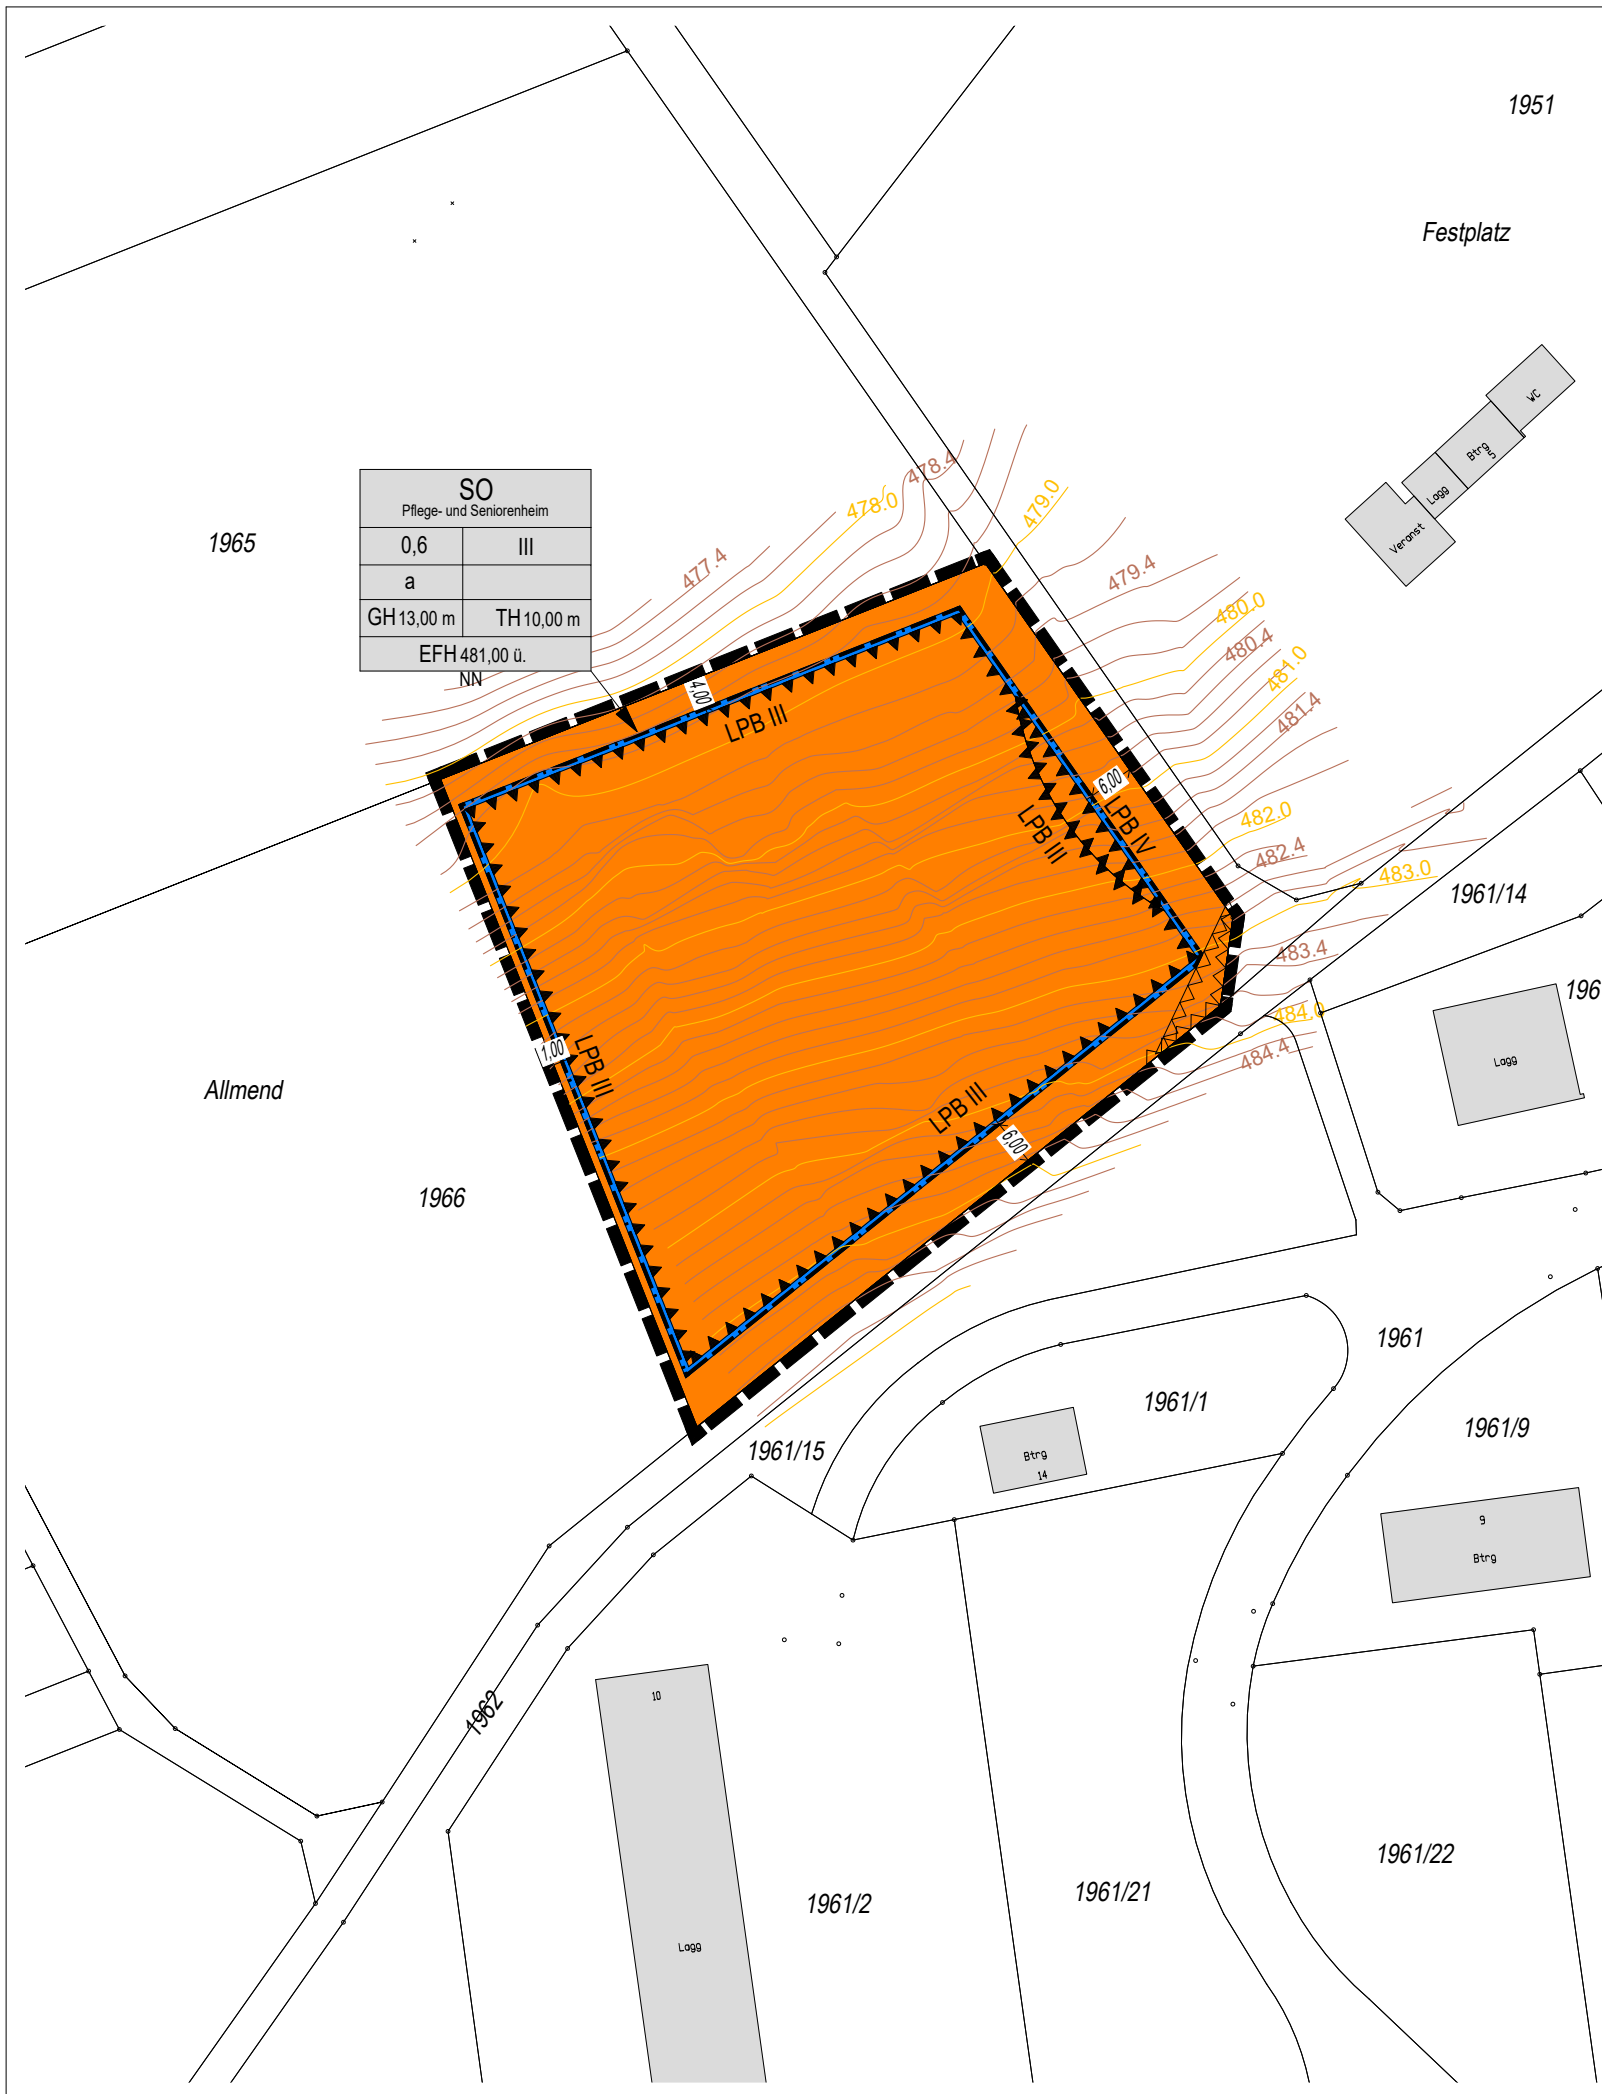 1951
Festplatz
WC
Btrg
5
Lagg
Veranst
478.4
478.0
479.0
SO
Pflege- und Seniorenheim
0,6 III
a
GH 13,00 m TH 10,00 m
EFH 481,00 ü.
NN
1965
477.4
479.4
480.0
480.4
481.0
481.4
4,00
LPB III
6,00
LPB IV
LPB III
482.0
482.4
483.0
1961/14
483.4
196
484.0
484.4
Lagg
1,00
LPB III
Allmend
LPB III
6,00
1966
1961
1961/1
1961/15
Btrg
14
1961/9
9
Btrg
10
1962
1961/2
1961/21
1961/22
Lagg